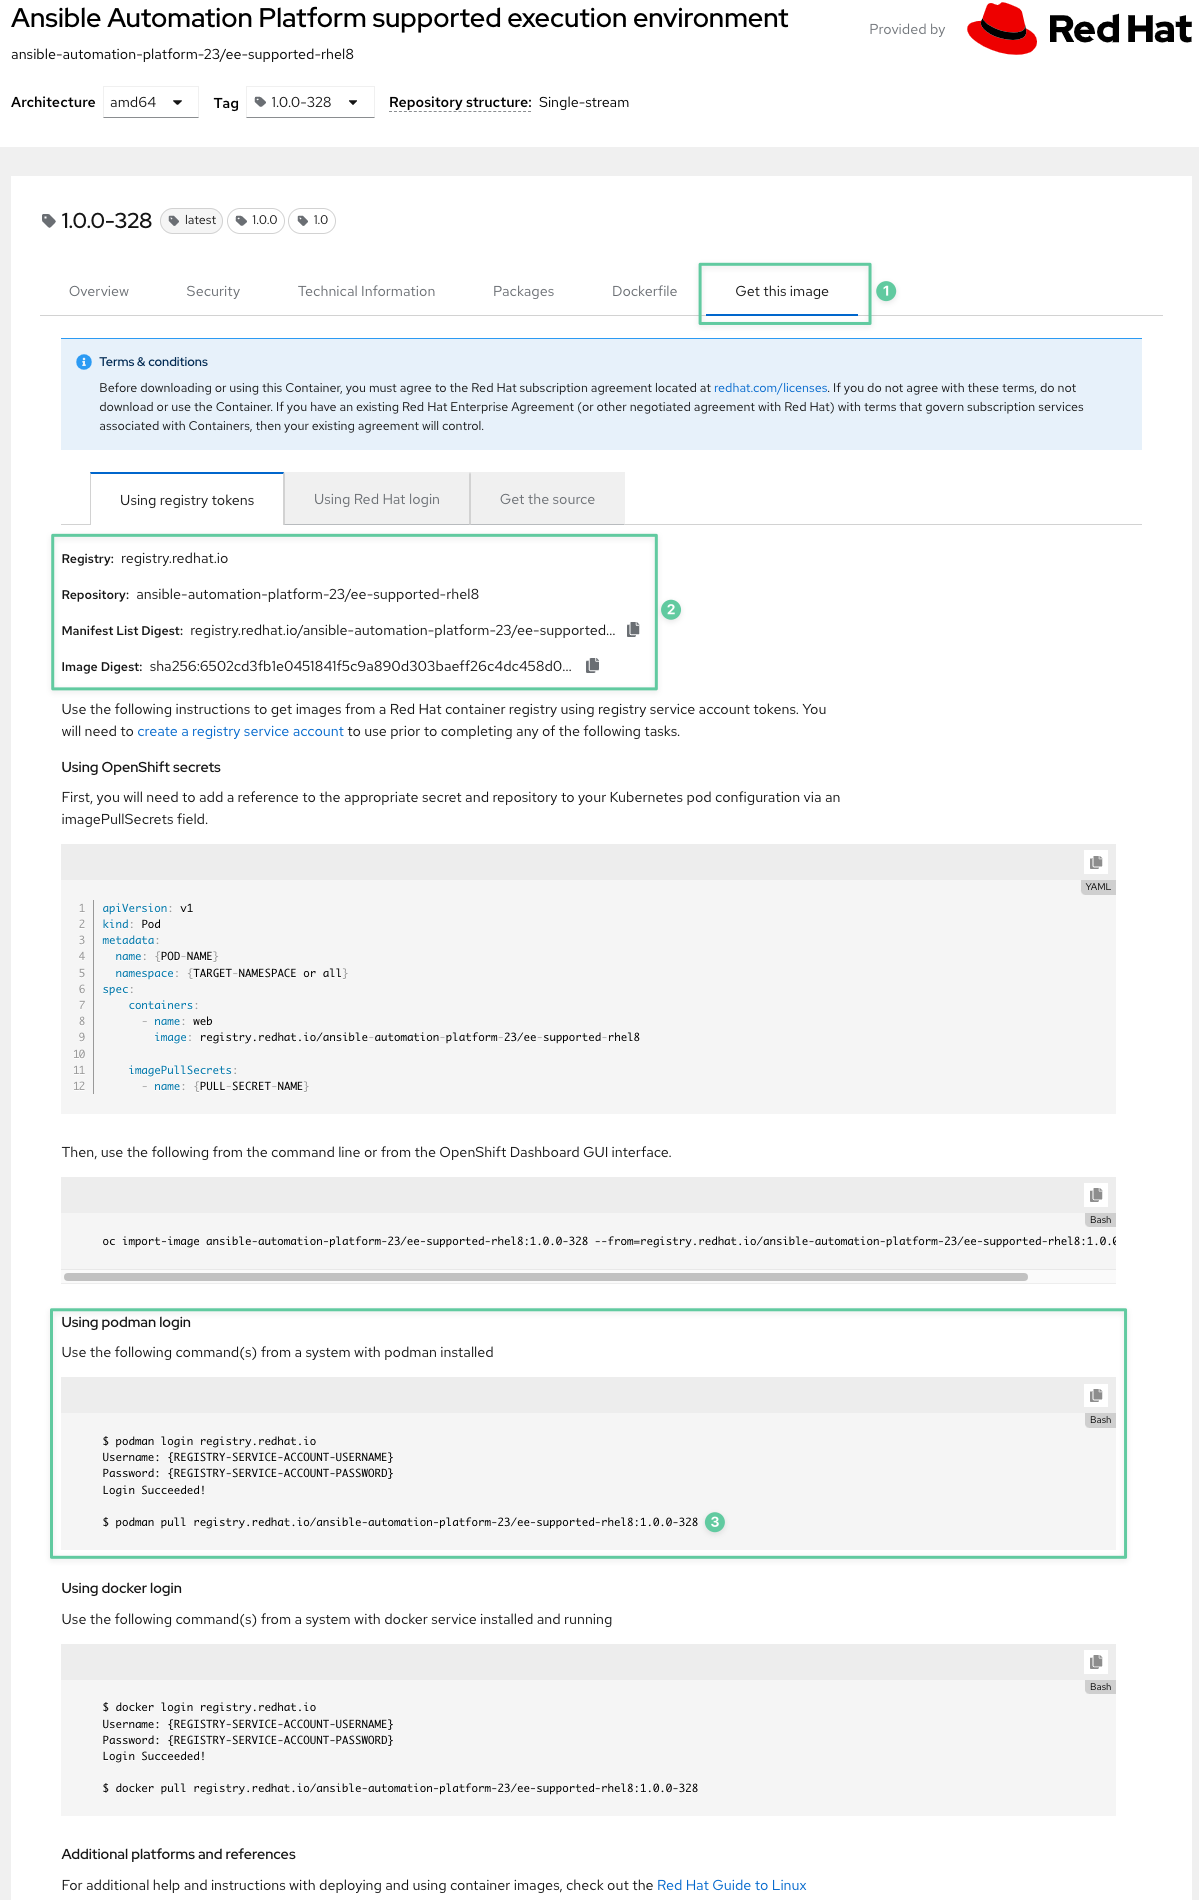 Ansible Automation Platform supported execution environment
Provided by
Red Hat
ansible-automation-platform-23/ee-supported-rhel8
Architecture amd64 Tag 1.0.0-328 Repository structure: Single-stream
1.0.0-328 latest 1.0.0 1.0
Overview Security Technical Information Packages Dockerfile Get this image 1
Terms & conditions
Before downloading or using this Container, you must agree to the Red Hat subscription agreement located at redhat.com/licenses. If you do not agree with these terms, do not
download or use the Container. If you have an existing Red Hat Enterprise Agreement (or other negotiated agreement with Red Hat) with terms that govern subscription services
associated with Containers, then your existing agreement will control.
Using registry tokens Using Red Hat login Get the source
Registry: registry.redhat.io
Repository: ansible-automation-platform-23/ee-supported-rhel8
2
Manifest List Digest: registry.redhat.io/ansible-automation-platform-23/ee-supported...
Image Digest: sha256:6502cd3fb1e0451841f5c9a890d303baeff26c4dc458d0...
Use the following instructions to get images from a Red Hat container registry using registry service account tokens. You
will need to create a registry service account to use prior to completing any of the following tasks.
Using OpenShift secrets
First, you will need to add a reference to the appropriate secret and repository to your Kubernetes pod configuration via an
imagePullSecrets field.
YAML
1 apiVersion: v1
2 kind: Pod
3 metadata:
4   name: {POD-NAME}
5   namespace: {TARGET-NAMESPACE or all}
6 spec:
7     containers:
8       - name: web
9         image: registry.redhat.io/ansible-automation-platform-23/ee-supported-rhel8
10
11     imagePullSecrets:
12       - name: {PULL-SECRET-NAME}
Then, use the following from the command line or from the OpenShift Dashboard GUI interface.
Bash
oc import-image ansible-automation-platform-23/ee-supported-rhel8:1.0.0-328 --from=registry.redhat.io/ansible-automation-platform-23/ee-supported-rhel8:1.0.0
Using podman login
Use the following command(s) from a system with podman installed
Bash
$ podman login registry.redhat.io
Username: {REGISTRY-SERVICE-ACCOUNT-USERNAME}
Password: {REGISTRY-SERVICE-ACCOUNT-PASSWORD}
Login Succeeded!
$ podman pull registry.redhat.io/ansible-automation-platform-23/ee-supported-rhel8:1.0.0-328 3
Using docker login
Use the following command(s) from a system with docker service installed and running
Bash
$ docker login registry.redhat.io
Username: {REGISTRY-SERVICE-ACCOUNT-USERNAME}
Password: {REGISTRY-SERVICE-ACCOUNT-PASSWORD}
Login Succeeded!
$ docker pull registry.redhat.io/ansible-automation-platform-23/ee-supported-rhel8:1.0.0-328
Additional platforms and references
For additional help and instructions with deploying and using container images, check out the Red Hat Guide to Linux